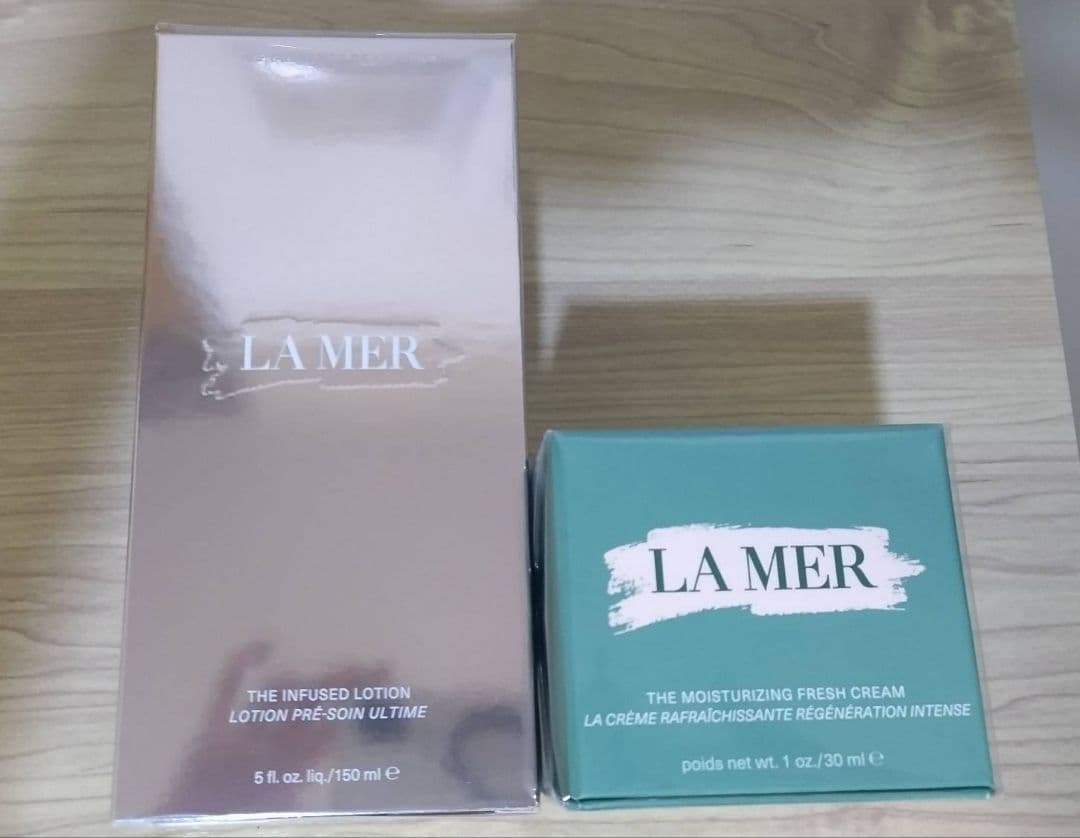 LA MER
THE INFUSED LOTION
LOTION PRÉ-SOIN ULTIME
5 fl. oz. liq./150 ml ℮
LA MER
THE MOISTURIZING FRESH CREAM
LA CRÈME RAFRAÎCHISSANTE RÉGÉNÉRATION INTENSE
poids net wt. 1 oz./30 ml ℮